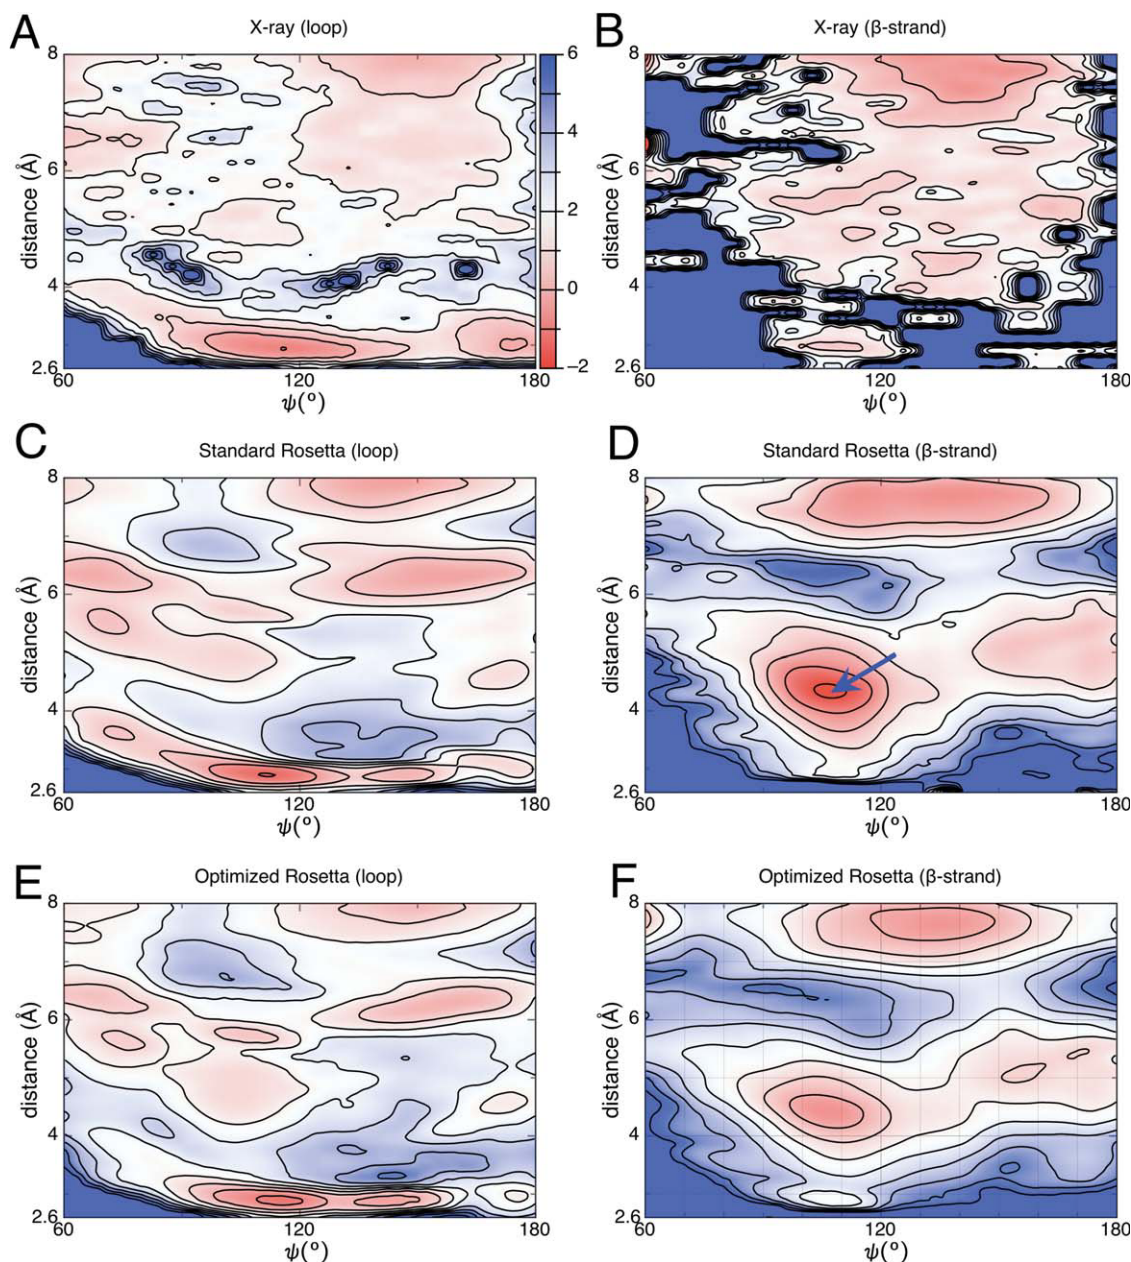 A
X-ray (loop)
8
6
4
2.6
distance (Å)
60
120
180
ψ(°)
6
4
2
0
−2
B
X-ray (β-strand)
8
6
4
2.6
distance (Å)
60
120
180
ψ(°)
C
Standard Rosetta (loop)
8
6
4
2.6
distance (Å)
60
120
180
ψ(°)
D
Standard Rosetta (β-strand)
8
6
4
2.6
distance (Å)
60
120
180
ψ(°)
E
Optimized Rosetta (loop)
8
6
4
2.6
distance (Å)
60
120
180
ψ(°)
F
Optimized Rosetta (β-strand)
8
6
4
2.6
distance (Å)
60
120
180
ψ(°)